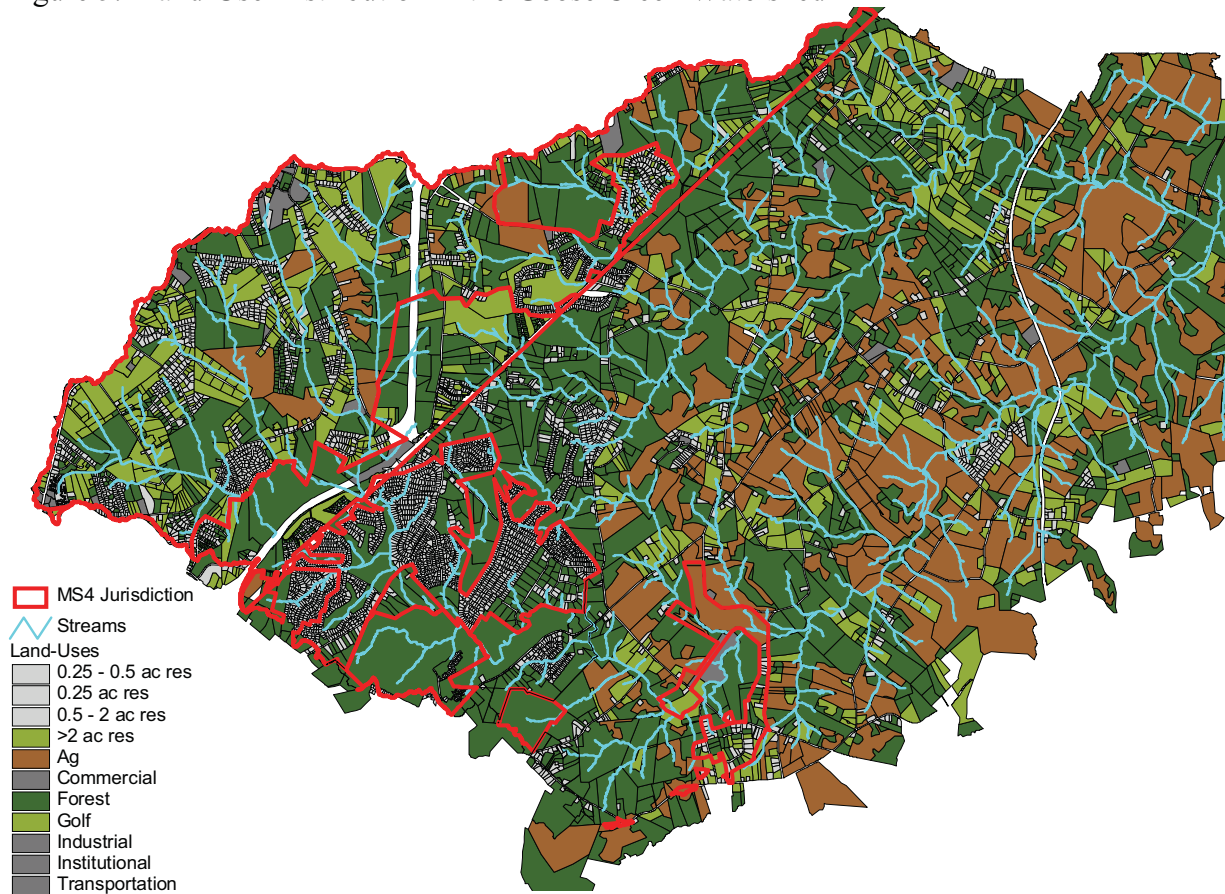 MS4 Jurisdiction
Streams
Land-Uses
0.25 - 0.5 ac res
0.25 ac res
0.5 - 2 ac res
>2 ac res
Ag
Commercial
Forest
Golf
Industrial
Institutional
Transportation